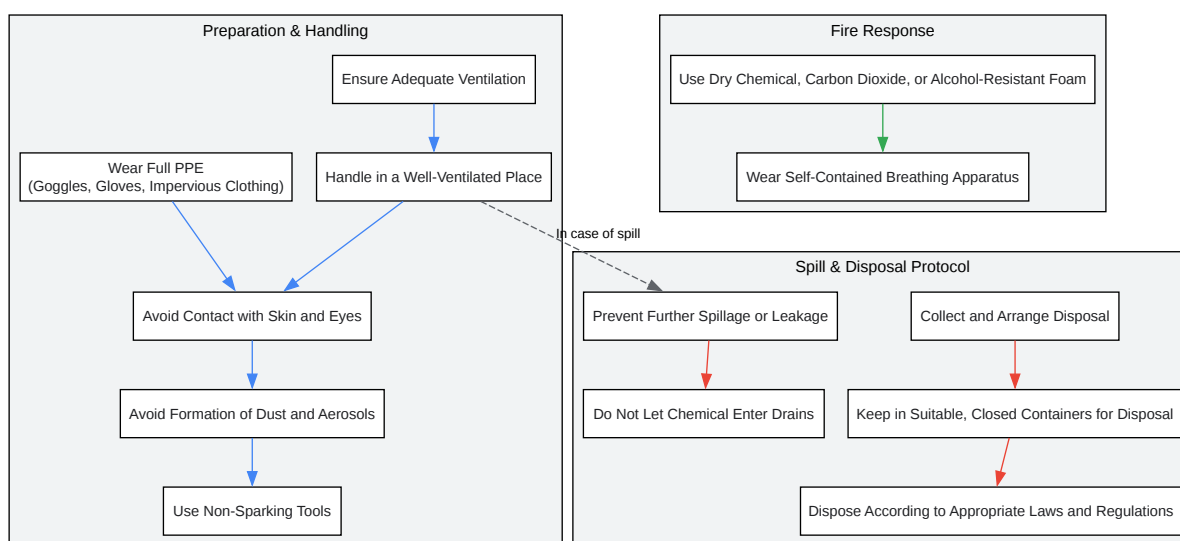 Preparation & Handling
Ensure Adequate Ventilation
Wear Full PPE
(Goggles, Gloves, Impervious Clothing)
Handle in a Well-Ventilated Place
Avoid Contact with Skin and Eyes
Avoid Formation of Dust and Aerosols
Use Non-Sparking Tools
Fire Response
Use Dry Chemical, Carbon Dioxide, or Alcohol-Resistant Foam
Wear Self-Contained Breathing Apparatus
In case of spill
Spill & Disposal Protocol
Prevent Further Spillage or Leakage
Do Not Let Chemical Enter Drains
Collect and Arrange Disposal
Keep in Suitable, Closed Containers for Disposal
Dispose According to Appropriate Laws and Regulations